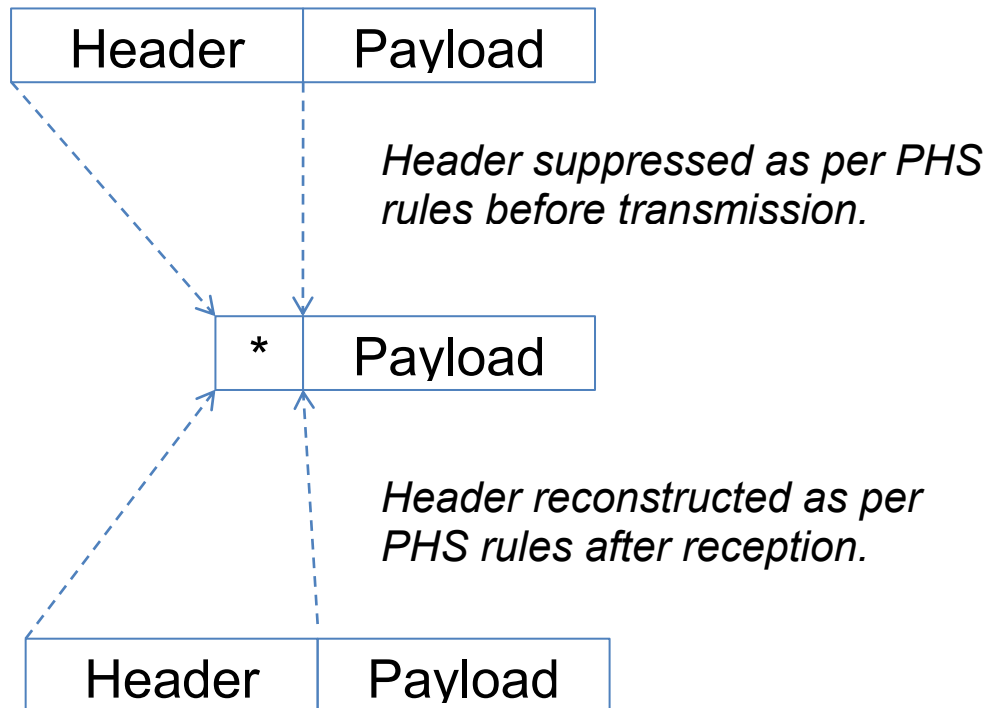 Header Payload
Header suppressed as per PHS
rules before transmission.
* Payload
Header reconstructed as per
PHS rules after reception.
Header Payload